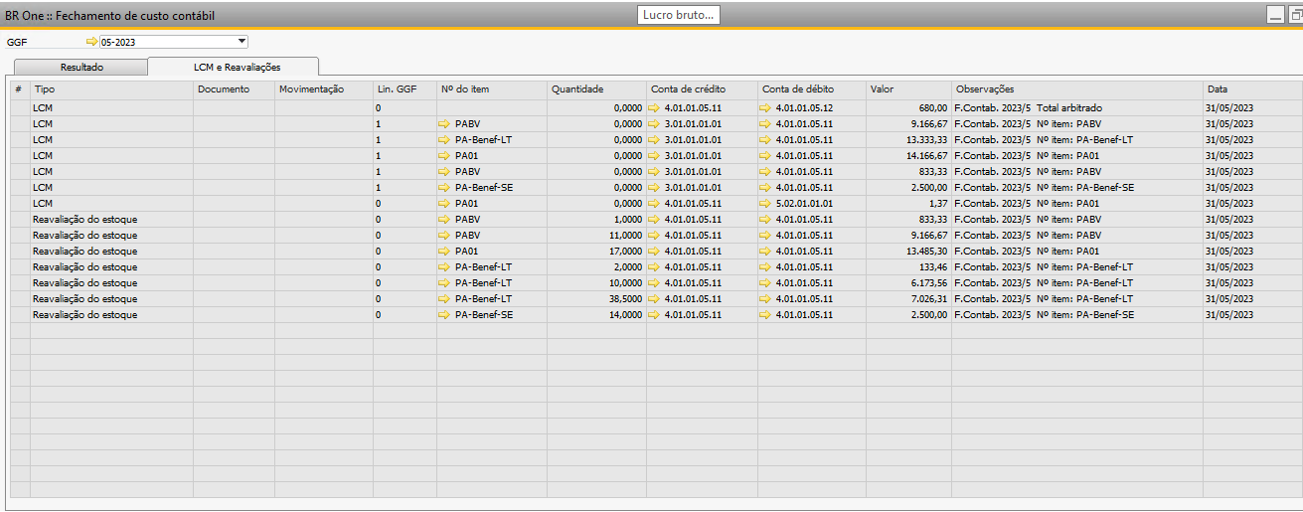 BR One :: Fechamento de custo contábil
Lucro bruto...
GGF 05-2023
Resultado LCM e Reavaliações
# Tipo Documento Movimentação Lin. GGF Nº do item Quantidade Conta de crédito Conta de débito Valor Observações Data
LCM 0 0,0000 4.01.01.05.11 4.01.01.05.12 680,00 F.Contab. 2023/5 Total arbitrado 31/05/2023
LCM 1 PABV 0,0000 3.01.01.01.01 4.01.01.05.11 9.166,67 F.Contab. 2023/5 Nº item: PABV 31/05/2023
LCM 1 PA-Benef-LT 0,0000 3.01.01.01.01 4.01.01.05.11 13.333,33 F.Contab. 2023/5 Nº item: PA-Benef-LT 31/05/2023
LCM 1 PA01 0,0000 3.01.01.01.01 4.01.01.05.11 14.166,67 F.Contab. 2023/5 Nº item: PA01 31/05/2023
LCM 1 PABV 0,0000 3.01.01.01.01 4.01.01.05.11 833,33 F.Contab. 2023/5 Nº item: PABV 31/05/2023
LCM 1 PA-Benef-SE 0,0000 3.01.01.01.01 4.01.01.05.11 2.500,00 F.Contab. 2023/5 Nº item: PA-Benef-SE 31/05/2023
LCM 0 PA01 0,0000 4.01.01.05.11 5.02.01.01.01 1,37 F.Contab. 2023/5 Nº item: PA01 31/05/2023
Reavaliação do estoque 0 PABV 1,0000 4.01.01.05.11 4.01.01.05.11 833,33 F.Contab. 2023/5 Nº item: PABV 31/05/2023
Reavaliação do estoque 0 PABV 11,0000 4.01.01.05.11 4.01.01.05.11 9.166,67 F.Contab. 2023/5 Nº item: PABV 31/05/2023
Reavaliação do estoque 0 PA01 17,0000 4.01.01.05.11 4.01.01.05.11 13.485,30 F.Contab. 2023/5 Nº item: PA01 31/05/2023
Reavaliação do estoque 0 PA-Benef-LT 2,0000 4.01.01.05.11 4.01.01.05.11 133,46 F.Contab. 2023/5 Nº item: PA-Benef-LT 31/05/2023
Reavaliação do estoque 0 PA-Benef-LT 10,0000 4.01.01.05.11 4.01.01.05.11 6.173,56 F.Contab. 2023/5 Nº item: PA-Benef-LT 31/05/2023
Reavaliação do estoque 0 PA-Benef-LT 38,5000 4.01.01.05.11 4.01.01.05.11 7.026,31 F.Contab. 2023/5 Nº item: PA-Benef-LT 31/05/2023
Reavaliação do estoque 0 PA-Benef-SE 14,0000 4.01.01.05.11 4.01.01.05.11 2.500,00 F.Contab. 2023/5 Nº item: PA-Benef-SE 31/05/2023